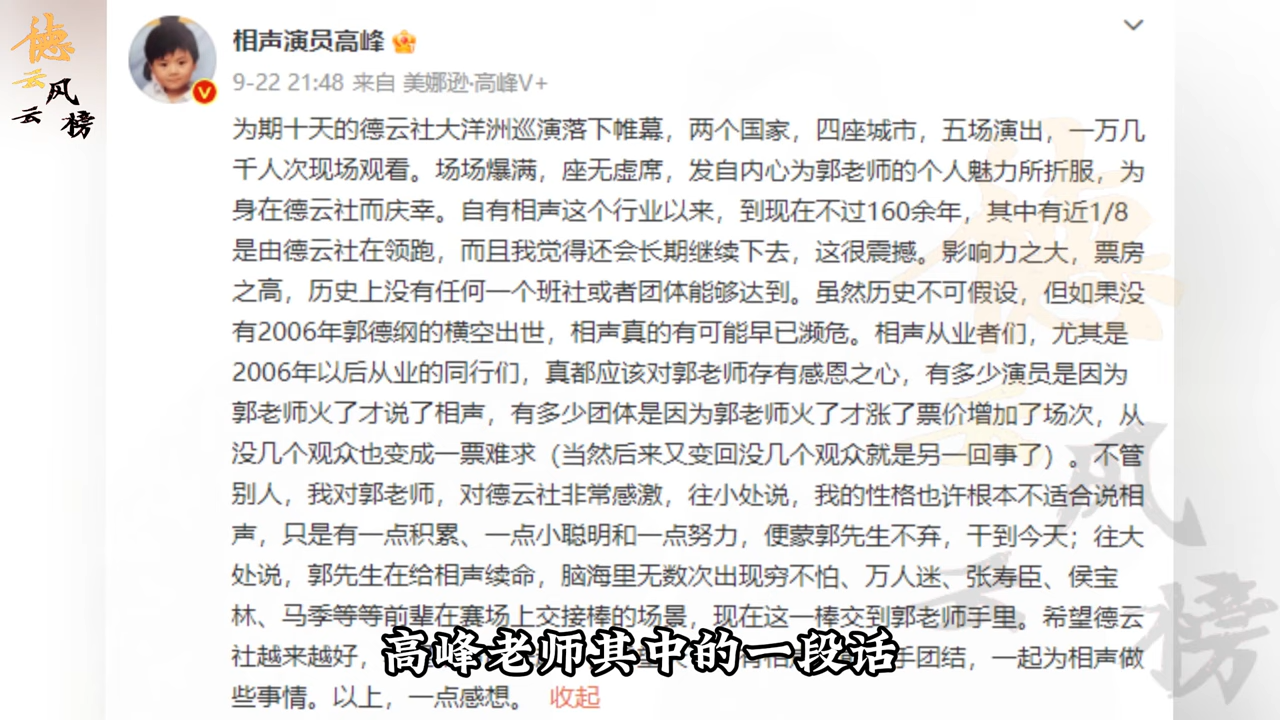 德云风云榜
相声演员高峰
9-22 21:48 来自 美娜逊·高峰V+
为期十天的德云社大洋洲巡演落下帷幕，两个国家，四座城市，五场演出，一万几
千人次现场观看。场场爆满，座无虚席，发自内心为郭老师的个人魅力所折服，为
身在德云社而庆幸。自有相声这个行业以来，到现在不过160余年，其中有近1/8
是由德云社在领跑，而且我觉得还会长期继续下去，这很震撼。影响力之大，票房
之高，历史上没有任何一个班社或者团体能够达到。虽然历史不可假设，但如果没
有2006年郭德纲的横空出世，相声真的有可能早已濒危。相声从业者们，尤其是
2006年以后从业的同行们，真都应该对郭老师存有感恩之心，有多少演员是因为
郭老师火了才说了相声，有多少团体是因为郭老师火了才涨了票价增加了场次，从
没几个观众也变成一票难求（当然后来又变回没几个观众就是另一回事了）。不管
别人，我对郭老师，对德云社非常感激，往小处说，我的性格也许根本不适合说相
声，只是有一点积累、一点小聪明和一点努力，便蒙郭先生不弃，干到今天；往大
处说，郭先生在给相声续命，脑海里无数次出现穷不怕、万人迷、张寿臣、侯宝
林、马季等等前辈在赛场上交接棒的场景，现在这一棒交到郭老师手里。希望德云
社越来越好，手团结，一起为相声做
些事情。以上，一点感想。 收起
高峰老师其中的一段话
德云风云榜